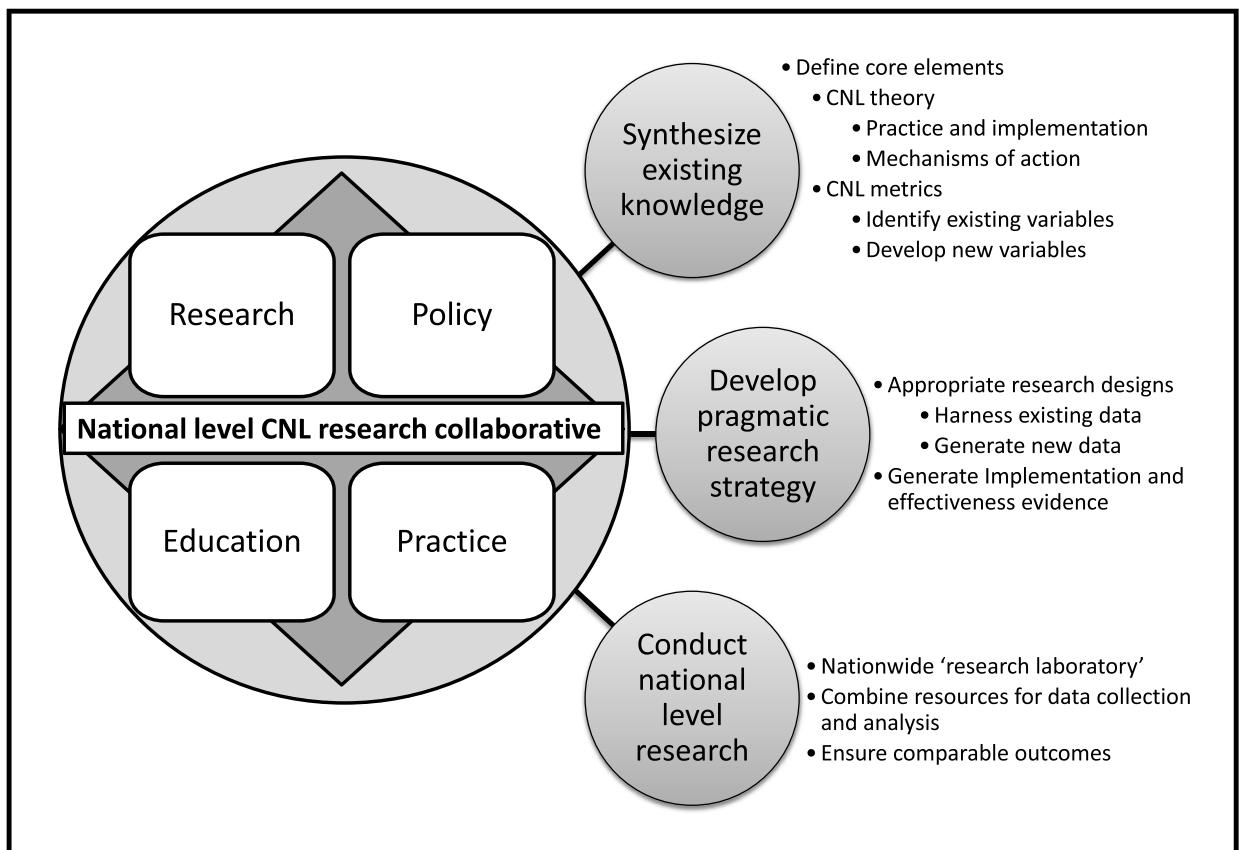 Research
Policy
National level CNL research collaborative
Education
Practice
Synthesize
existing
knowledge
• Define core elements
• CNL theory
• Practice and implementation
• Mechanisms of action
• CNL metrics
• Identify existing variables
• Develop new variables
Develop
pragmatic
research
strategy
• Appropriate research designs
• Harness existing data
• Generate new data
• Generate Implementation and
effectiveness evidence
Conduct
national
level
research
• Nationwide ‘research laboratory’
• Combine resources for data collection
and analysis
• Ensure comparable outcomes